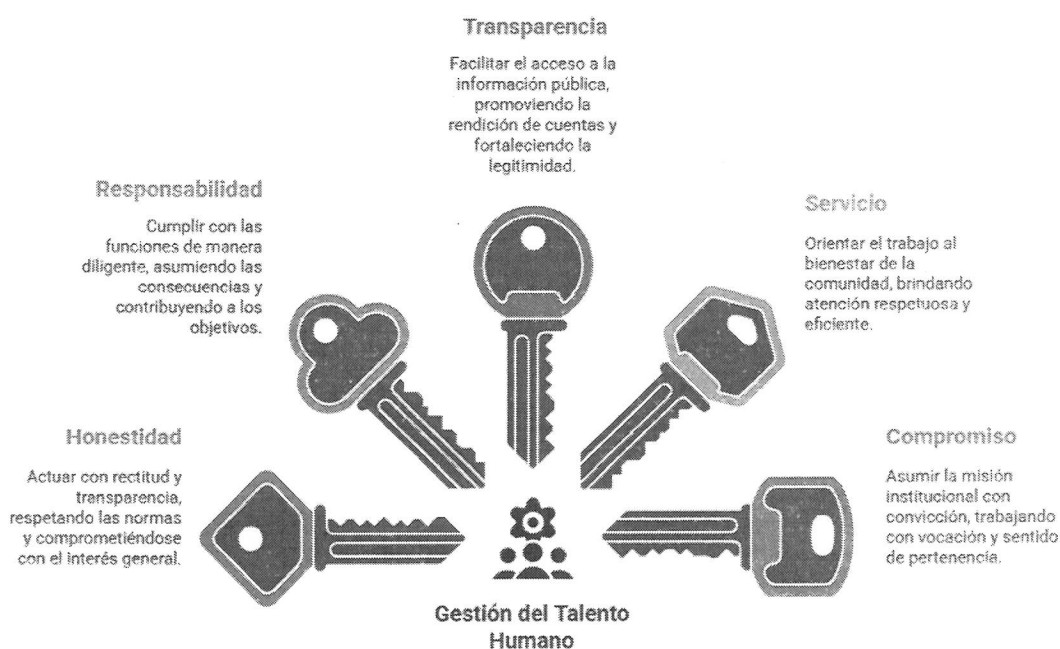 Transparencia
Facilitar el acceso a la
información pública,
promoviendo la
rendición de cuentas y
fortaleciendo la
legitimidad.
Responsabilidad
Cumplir con las
funciones de manera
diligente, asumiendo las
consecuencias y
contribuyendo a los
objetivos.
Servicio
Orientar el trabajo al
bienestar de la
comunidad, brindando
atención respetuosa y
eficiente.
Honestidad
Actuar con rectitud y
transparencia,
respetando las normas
y comprometiéndose
con el interés general.
Compromiso
Asumir la misión
institucional con
convicción, trabajando
con vocación y sentido
de pertenencia.
Gestión del Talento
Humano